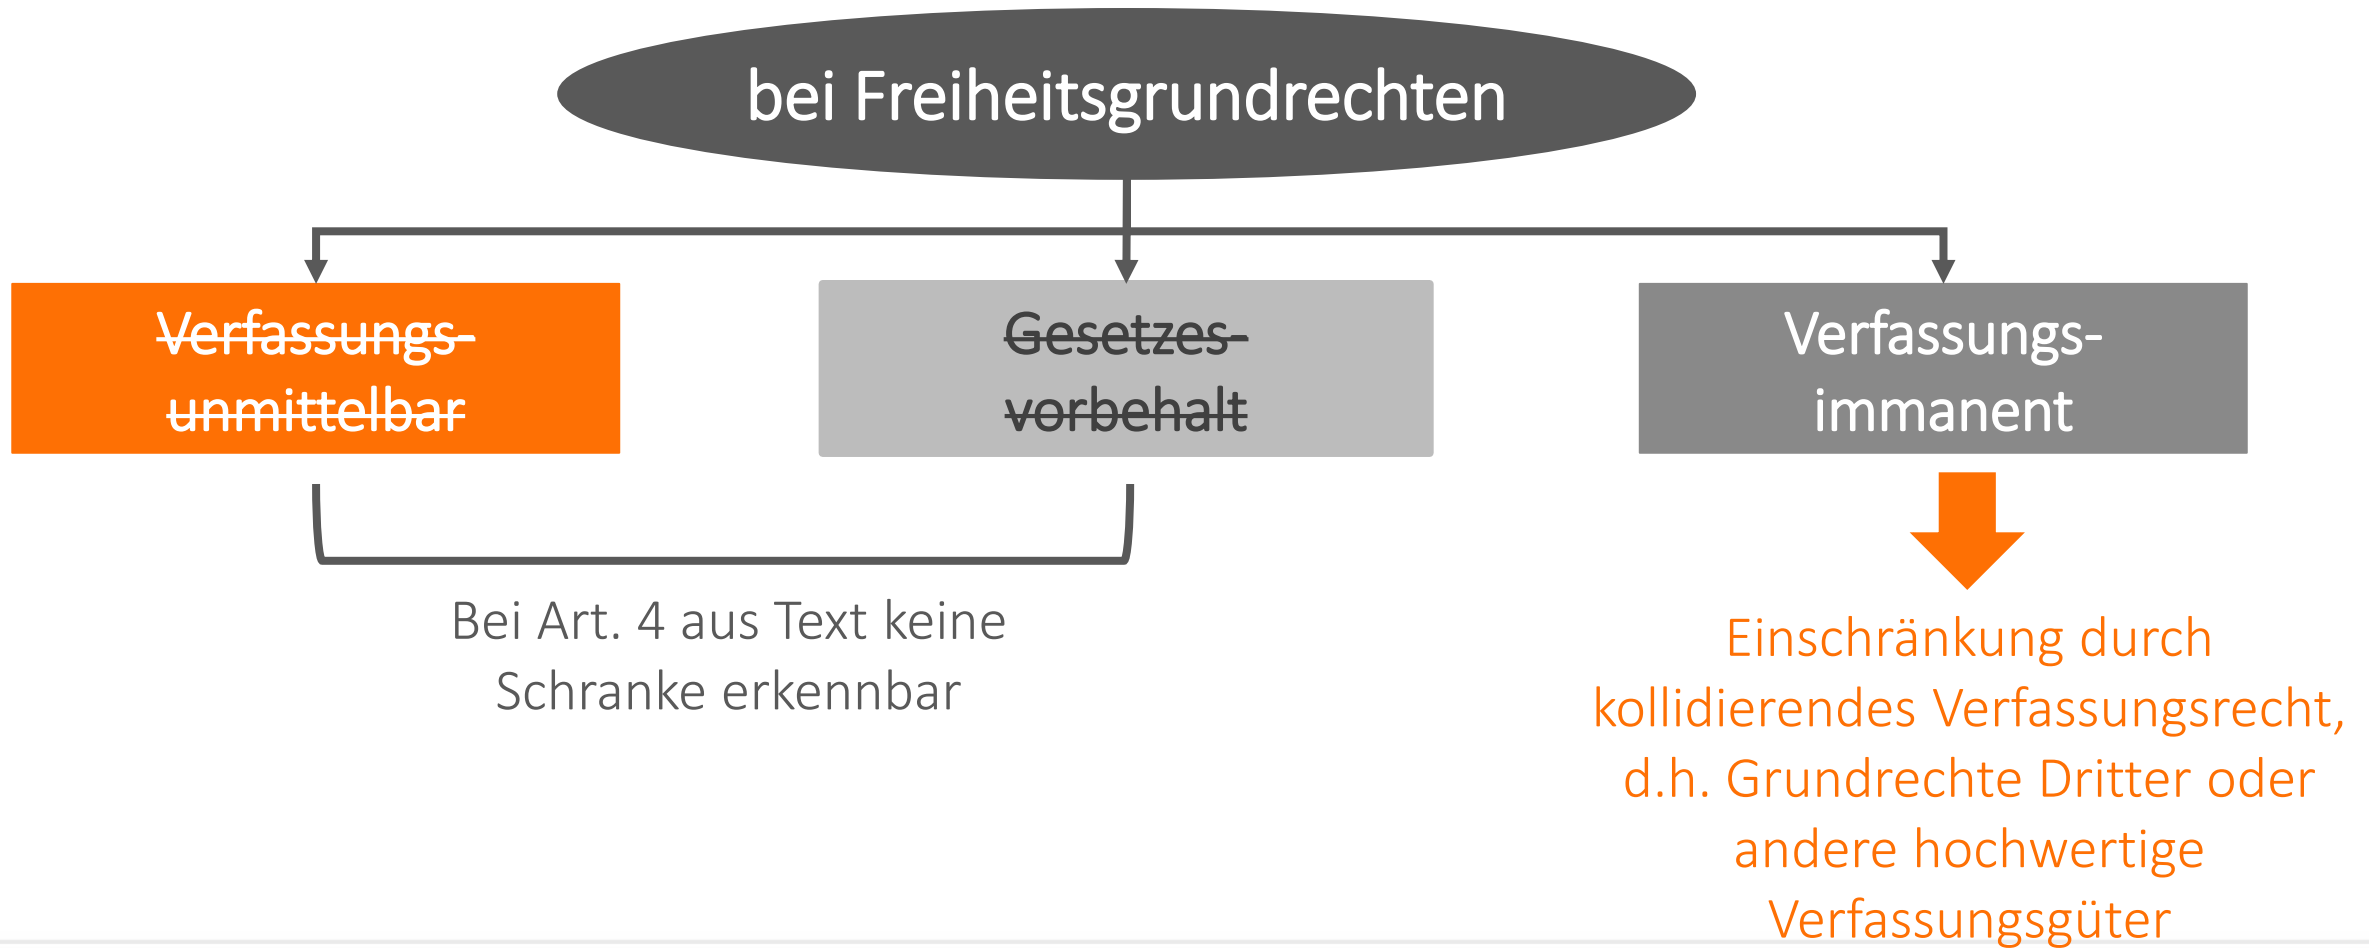 bei Freiheitsgrundrechten
Verfassungs-
unmittelbar
Gesetzes-
vorbehalt
Verfassungs-
immanent
Bei Art. 4 aus Text keine
Schranke erkennbar
Einschränkung durch
kollidierendes Verfassungsrecht,
d.h. Grundrechte Dritter oder
andere hochwertige
Verfassungsgüter